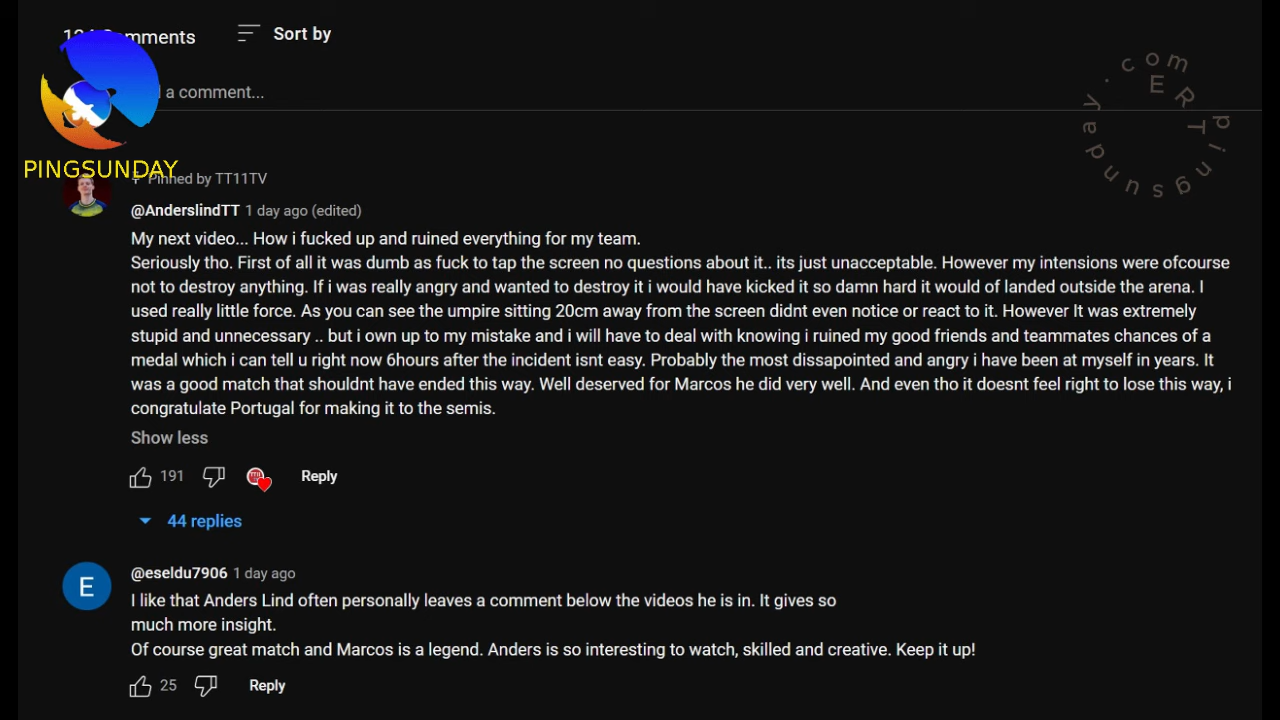 Comments
Sort by
a comment...
PINGSUNDAY
pingsunday.com
ERT
Pinned by TT11TV
@AnderslindTT 1 day ago (edited)
My next video... How i fucked up and ruined everything for my team.
Seriously tho. First of all it was dumb as fuck to tap the screen no questions about it.. its just unacceptable. However my intensions were ofcourse
not to destroy anything. If i was really angry and wanted to destroy it i would have kicked it so damn hard it would of landed outside the arena. I
used really little force. As you can see the umpire sitting 20cm away from the screen didnt even notice or react to it. However It was extremely
stupid and unnecessary .. but i own up to my mistake and i will have to deal with knowing i ruined my good friends and teammates chances of a
medal which i can tell u right now 6hours after the incident isnt easy. Probably the most dissapointed and angry i have been at myself in years. It
was a good match that shouldnt have ended this way. Well deserved for Marcos he did very well. And even tho it doesnt feel right to lose this way, i
congratulate Portugal for making it to the semis.
Show less
191
Reply
44 replies
E
@eseldu7906 1 day ago
I like that Anders Lind often personally leaves a comment below the videos he is in. It gives so
much more insight.
Of course great match and Marcos is a legend. Anders is so interesting to watch, skilled and creative. Keep it up!
25
Reply